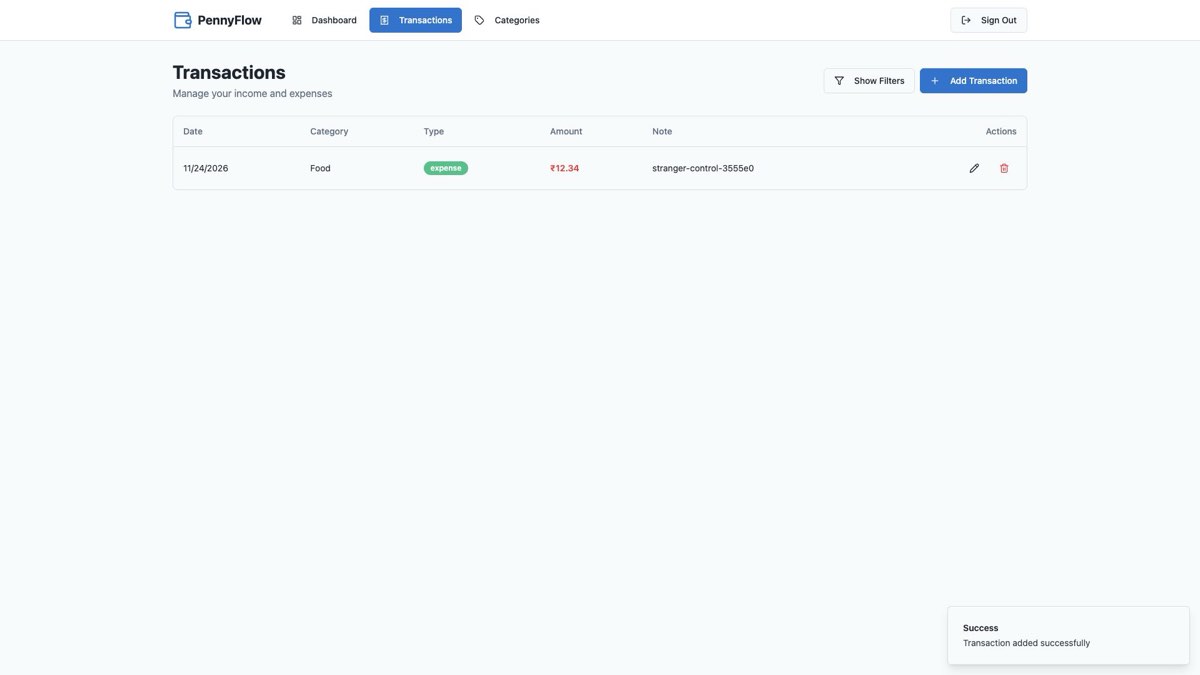 PennyFlow Dashboard Transactions Categories Sign Out
Transactions
Manage your income and expenses
Show Filters Add Transaction
Date Category Type Amount Note Actions
11/24/2026 Food expense ₹12.34 stranger-control-3555e0
Success
Transaction added successfully